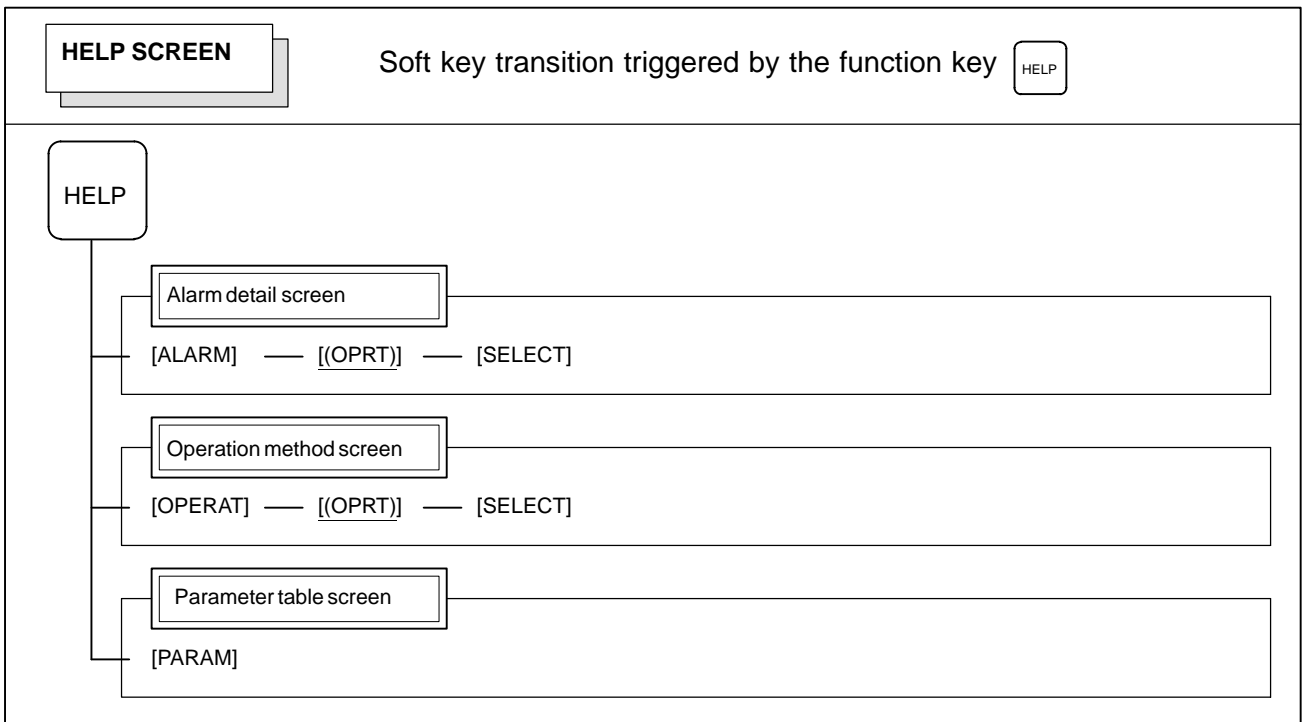 HELP SCREEN
Soft key transition triggered by the function key HELP
HELP
Alarm detail screen
[ALARM] [(OPRT)] [SELECT]
Operation method screen
[OPERAT] [(OPRT)] [SELECT]
Parameter table screen
[PARAM]